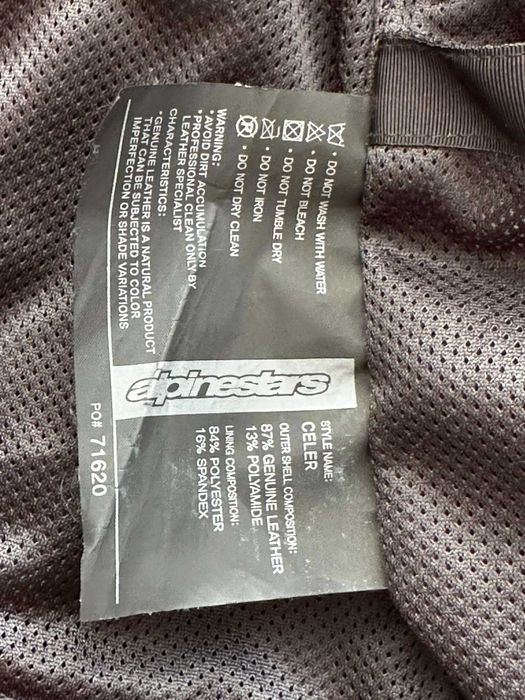 • DO NOT WASH WITH WATER
• DO NOT BLEACH
• DO NOT TUMBLE DRY
• DO NOT IRON
• DO NOT DRY CLEAN
WARNING:
*AVOID DIRT ACCUMULATION
*PROFESSIONAL CLEAN ONLY BY
LEATHER SPECIALIST
CHARACTERISTICS:
*GENUINE LEATHER IS A NATURAL PRODUCT
THAT CAN BE SUBJECTED TO COLOR
IMPERFECTION OR SHADE VARIATIONS
alpinestars
STYLE NAME:
CELER
OUTER SHELL COMPOSITION:
87% GENUINE LEATHER
13% POLYAMIDE
LINING COMPOSITION:
84% POLYESTER
16% SPANDEX
PO# 71620